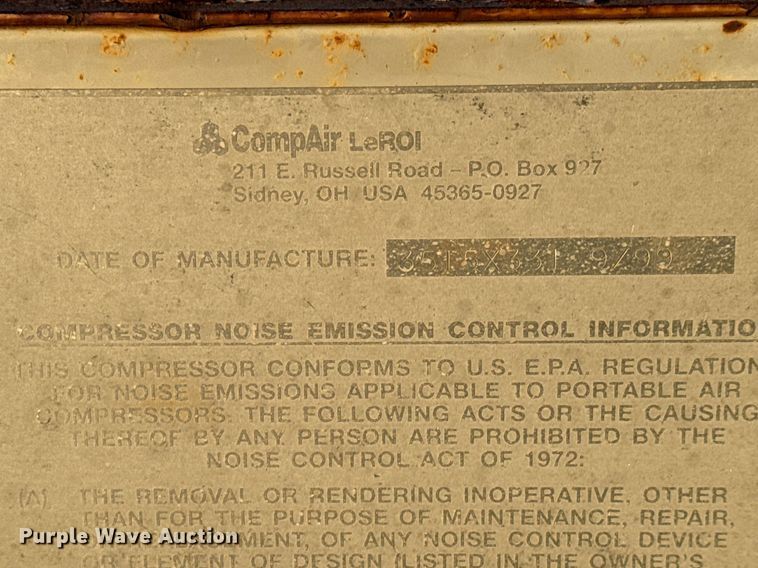 CompAir LeROI
211 E. Russell Road - P.O. Box 927
Sidney, OH USA 45365-0927
DATE OF MANUFACTURE: 9/99
COMPRESSOR NOISE EMISSION CONTROL INFORMATIO
THIS COMPRESSOR CONFORMS TO U.S. E.P.A. REGULATION
FOR NOISE EMISSIONS APPLICABLE TO PORTABLE AIR
COMPRESSORS. THE FOLLOWING ACTS OR THE CAUSING
THEREOF BY ANY PERSON ARE PROHIBITED BY THE
NOISE CONTROL ACT OF 1972:
(A) THE REMOVAL OR RENDERING INOPERATIVE, OTHER
THAN FOR THE PURPOSE OF MAINTENANCE, REPAIR,
OF ANY NOISE CONTROL DEVICE
OR ELEMENT OF DESIGN (LISTED IN THE OWNER'S
Purple Wave Auction